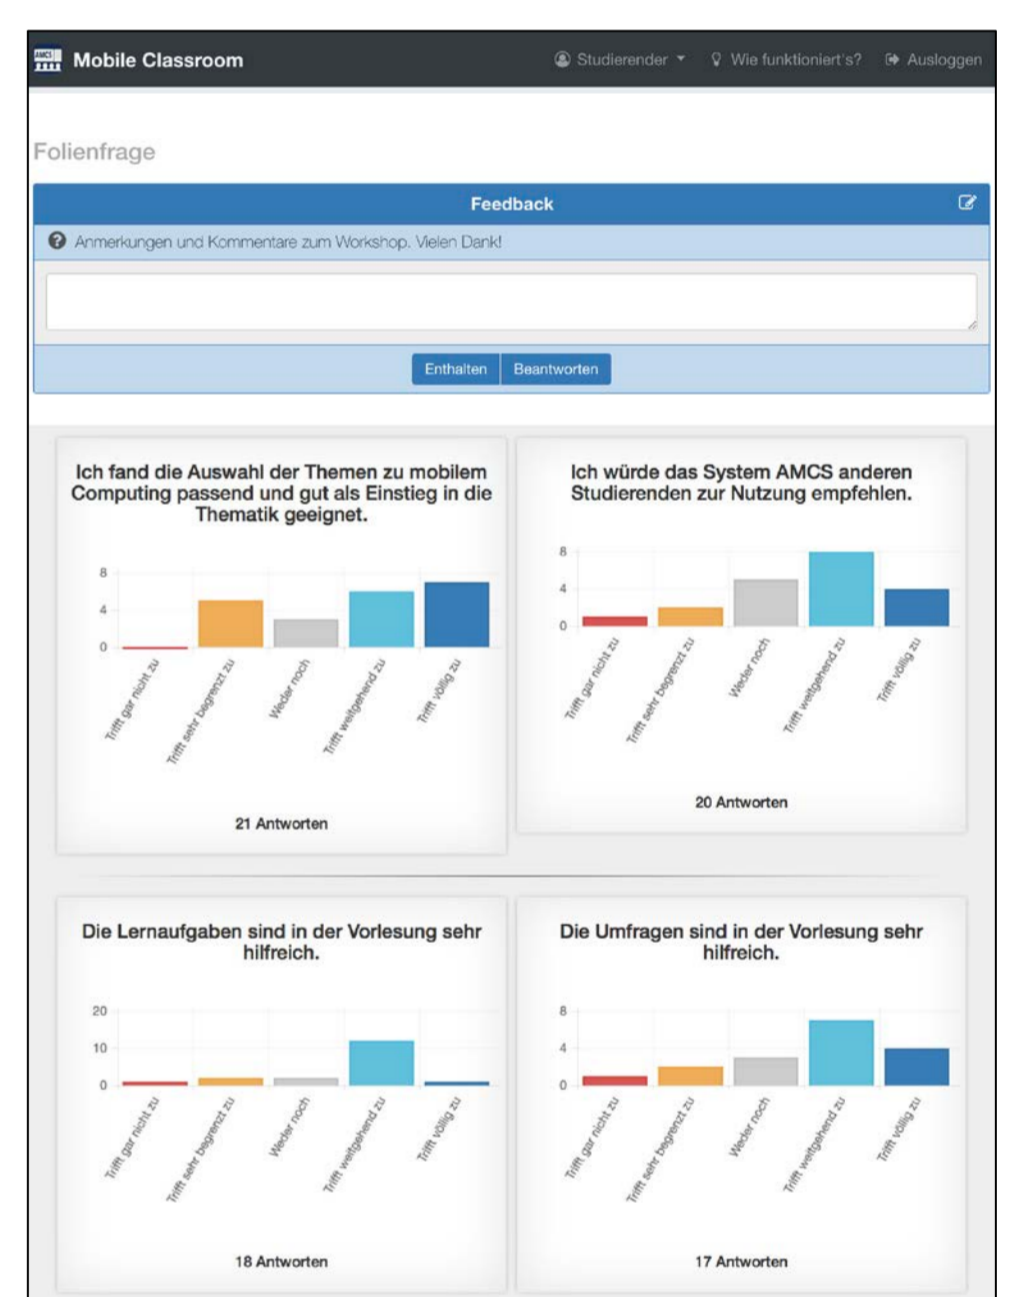 AMCS
Mobile Classroom
Studierender
Wie funktioniert's?
Ausloggen
Folienfrage
Feedback
Anmerkungen und Kommentare zum Workshop. Vielen Dank!
Enthalten
Beantworten
Ich fand die Auswahl der Themen zu mobilem
Computing passend und gut als Einstieg in die
Thematik geeignet.
8
4
0
Trifft gar nicht zu
Trifft sehr begrenzt zu
Weder noch
Trifft weitgehend zu
Trifft völlig zu
21 Antworten
Ich würde das System AMCS anderen
Studierenden zur Nutzung empfehlen.
8
4
0
Trifft gar nicht zu
Trifft sehr begrenzt zu
Weder noch
Trifft weitgehend zu
Trifft völlig zu
20 Antworten
Die Lernaufgaben sind in der Vorlesung sehr
hilfreich.
20
10
0
Trifft gar nicht zu
Trifft sehr begrenzt zu
Weder noch
Trifft weitgehend zu
Trifft völlig zu
18 Antworten
Die Umfragen sind in der Vorlesung sehr
hilfreich.
8
4
0
Trifft gar nicht zu
Trifft sehr begrenzt zu
Weder noch
Trifft weitgehend zu
Trifft völlig zu
17 Antworten